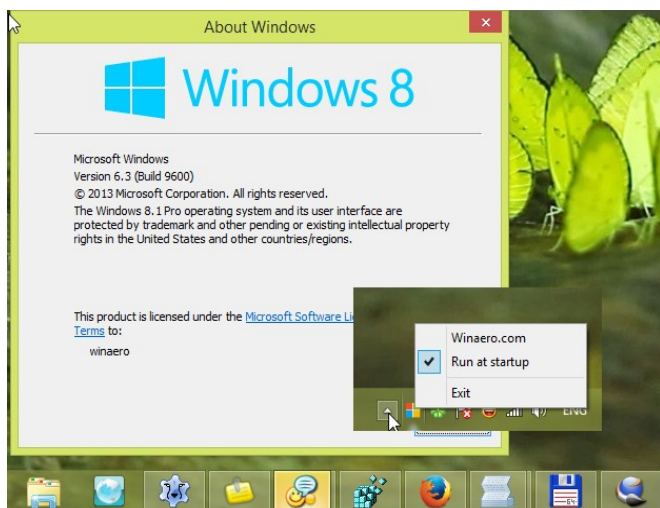 About Windows
Windows 8
Microsoft Windows
Version 6.3 (Build 9600)
© 2013 Microsoft Corporation. All rights reserved.
The Windows 8.1 Pro operating system and its user interface are
protected by trademark and other pending or existing intellectual property
rights in the United States and other countries/regions.
This product is licensed under the Microsoft Software Li
Terms to:
winaero
Winaero.com
Run at startup
Exit
ENG
64